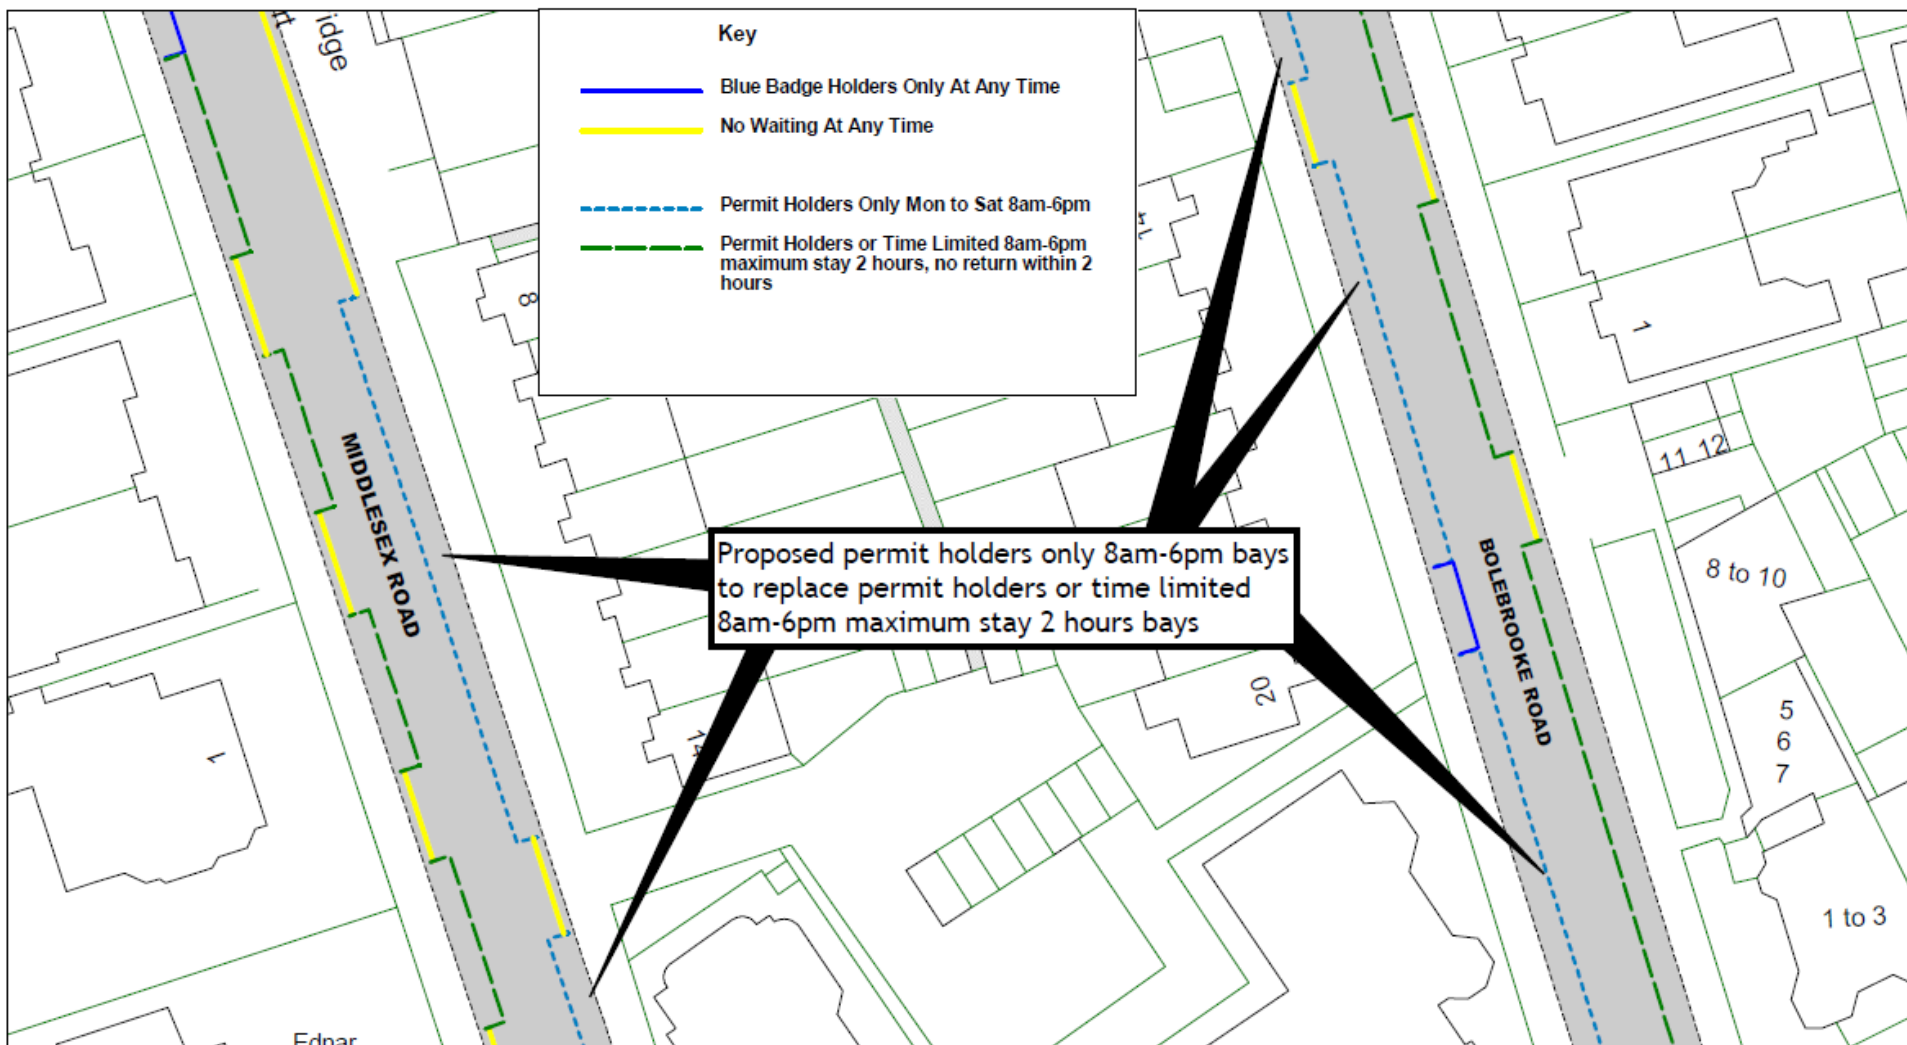 Key
Blue Badge Holders Only At Any Time
No Waiting At Any Time
Permit Holders Only Mon to Sat 8am-6pm
Permit Holders or Time Limited 8am-6pm
maximum stay 2 hours, no return within 2
hours
idge
rt
8
14
1
MIDDLESEX ROAD
11 12
Proposed permit holders only 8am-6pm bays
to replace permit holders or time limited
8am-6pm maximum stay 2 hours bays
8 to 10
BOLEBROOKE ROAD
20
14
1
5
6
7
1 to 3
Ednar